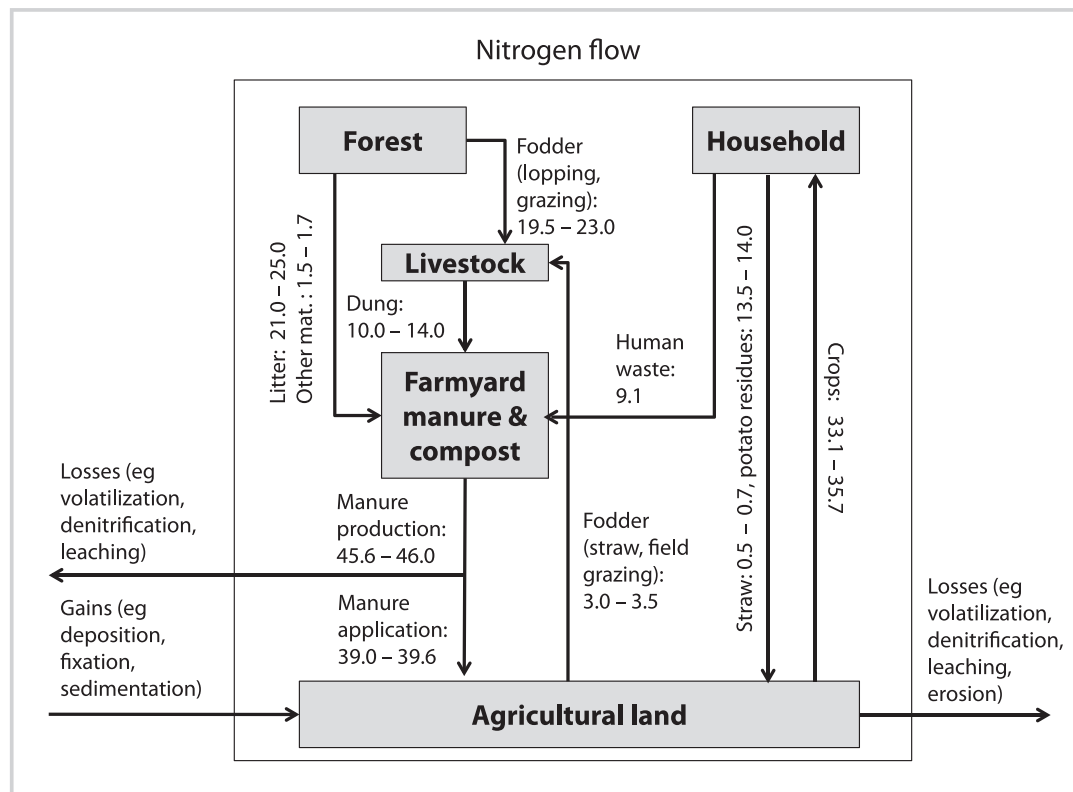 Nitrogen flow
Forest
Household
Fodder
(lopping,
grazing):
19.5 – 23.0
Litter:  21.0 – 25.0
Other mat.: 1.5 – 1.7
Livestock
Dung:
10.0 – 14.0
Human
waste:
9.1
Straw: 0.5 – 0.7, potato residues: 13.5 – 14.0
Crops:  33.1 – 35.7
Farmyard
manure &
compost
Losses (eg
volatilization,
denitrification,
leaching)
Manure
production:
45.6 – 46.0
Fodder
(straw, field
grazing):
3.0 – 3.5
Gains (eg
deposition,
fixation,
sedimentation)
Manure
application:
39.0 – 39.6
Losses (eg
volatilization,
denitrification,
leaching,
erosion)
Agricultural land